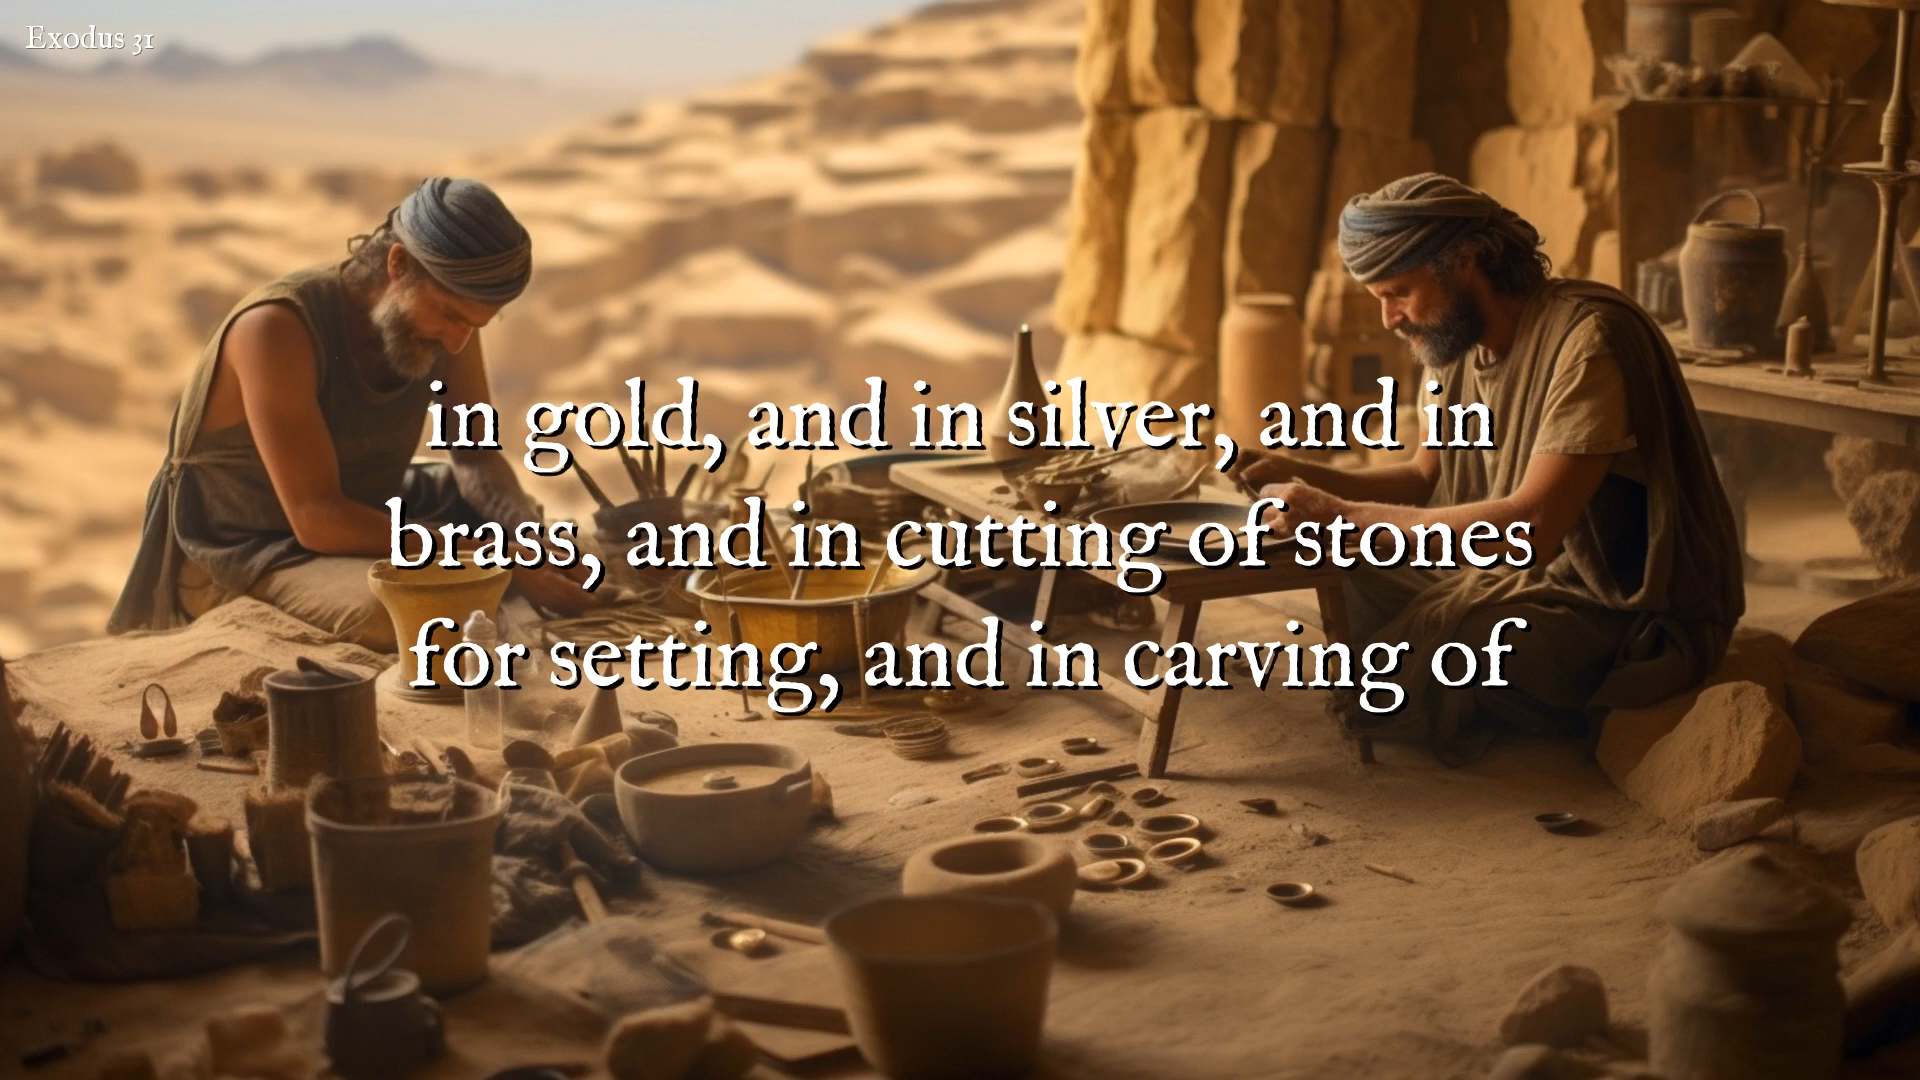 Exodus 31
in gold, and in silver, and in
brass, and in cutting of stones
for setting, and in carving of